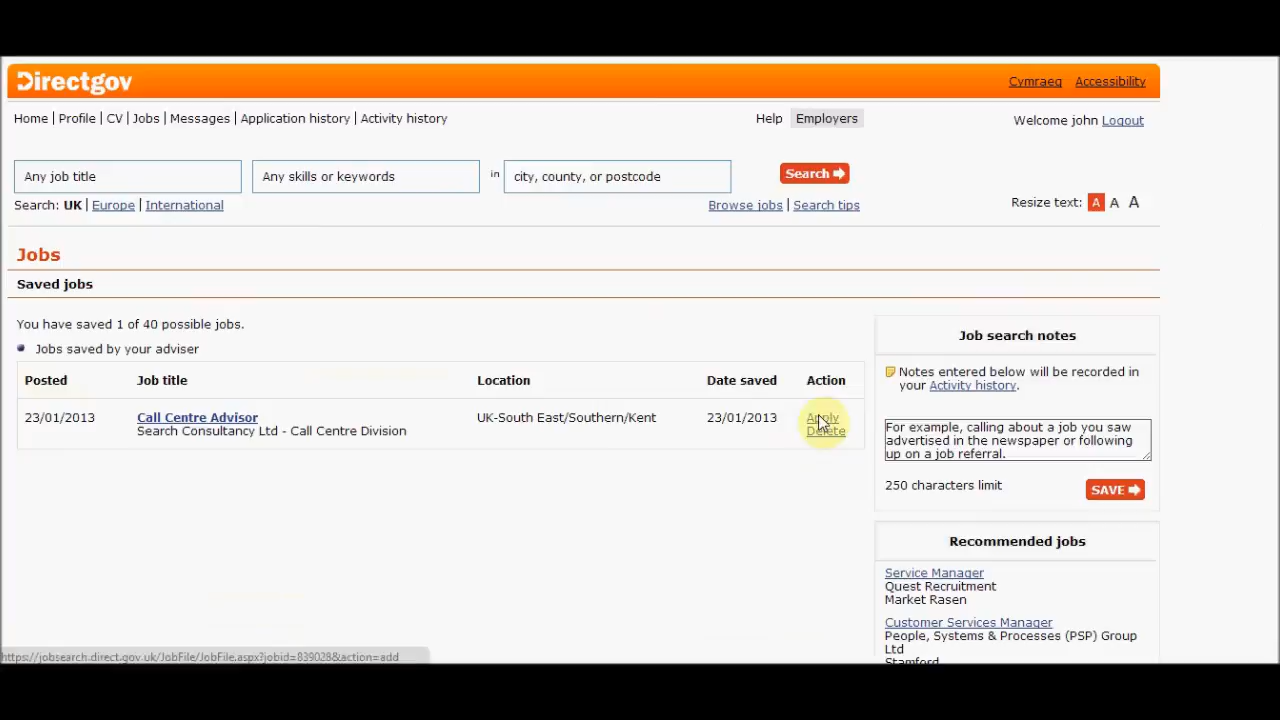 Directgov
Cymraeg Accessibility
Home | Profile | CV | Jobs | Messages | Application history | Activity history
Help Employers
Welcome john Logout
Any job title
Any skills or keywords
in
city, county, or postcode
Search
Search: UK | Europe | International
Browse jobs | Search tips
Resize text: A A A
Jobs
Saved jobs
You have saved 1 of 40 possible jobs.
Jobs saved by your adviser
Posted Job title Location Date saved Action
23/01/2013 Call Centre Advisor UK-South East/Southern/Kent 23/01/2013 Apply
Search Consultancy Ltd - Call Centre Division Delete
Job search notes
Notes entered below will be recorded in
your Activity history.
For example, calling about a job you saw
advertised in the newspaper or following
up on a job referral.
250 characters limit
SAVE
Recommended jobs
Service Manager
Quest Recruitment
Market Rasen
Customer Services Manager
People, Systems & Processes (PSP) Group
Ltd
Stamford
https://jobsearch.direct.gov.uk/JobFile/JobFile.aspx?jobid=839028&action=add